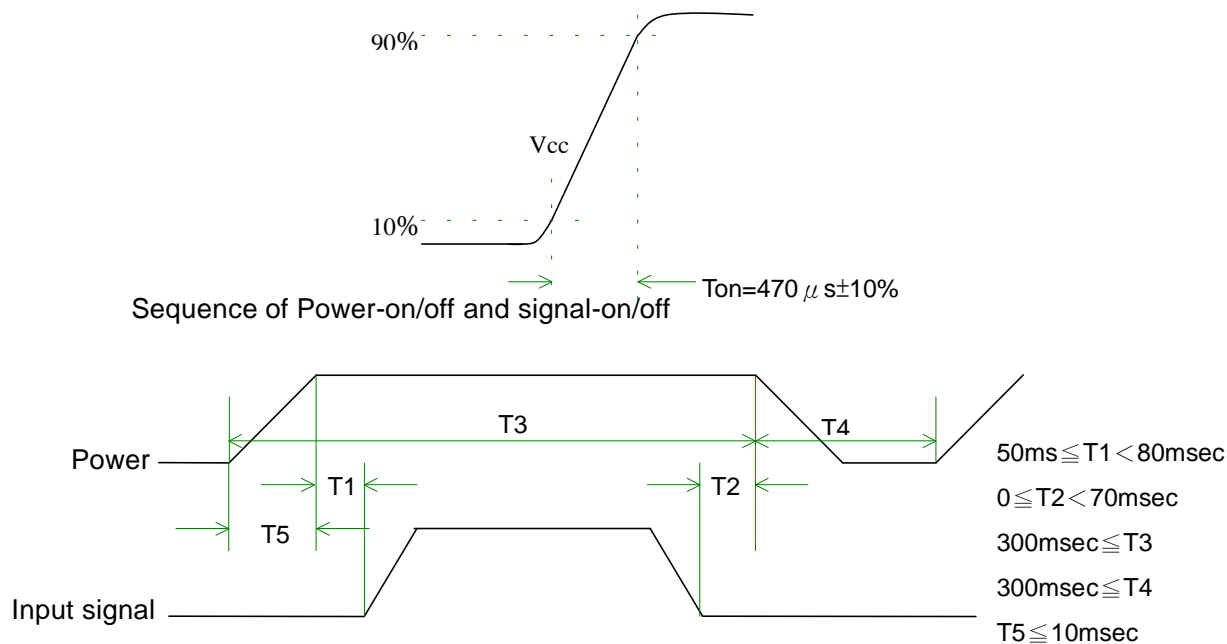 90%
Vcc
10%
Ton=470 μ s±10%
Sequence of Power-on/off and signal-on/off
T3
T4
Power
T1
T2
T5
Input signal
50ms≦T1＜80msec
0≦T2＜70msec
300msec≦T3
300msec≦T4
T5≦10msec